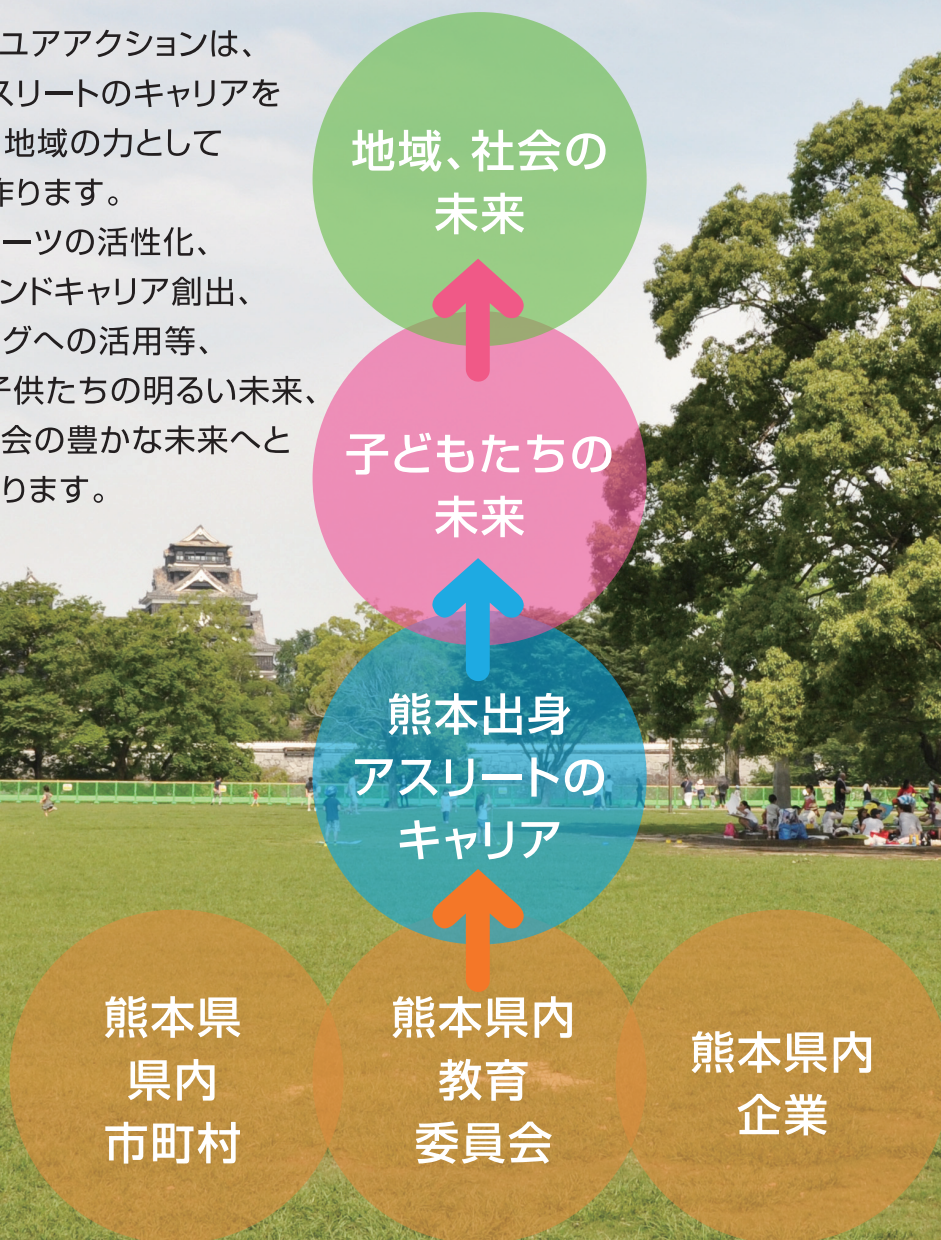 ユアアクションは、
スリートのキャリアを
地域の力として
作ります。
ーツの活性化、
ンドキャリア創出、
グへの活用等、
子供たちの明るい未来、
会の豊かな未来へと
ります。
地域、社会の
未来
子どもたちの
未来
熊本出身
アスリートの
キャリア
熊本県
県内
市町村
熊本県内
教育
委員会
熊本県内
企業